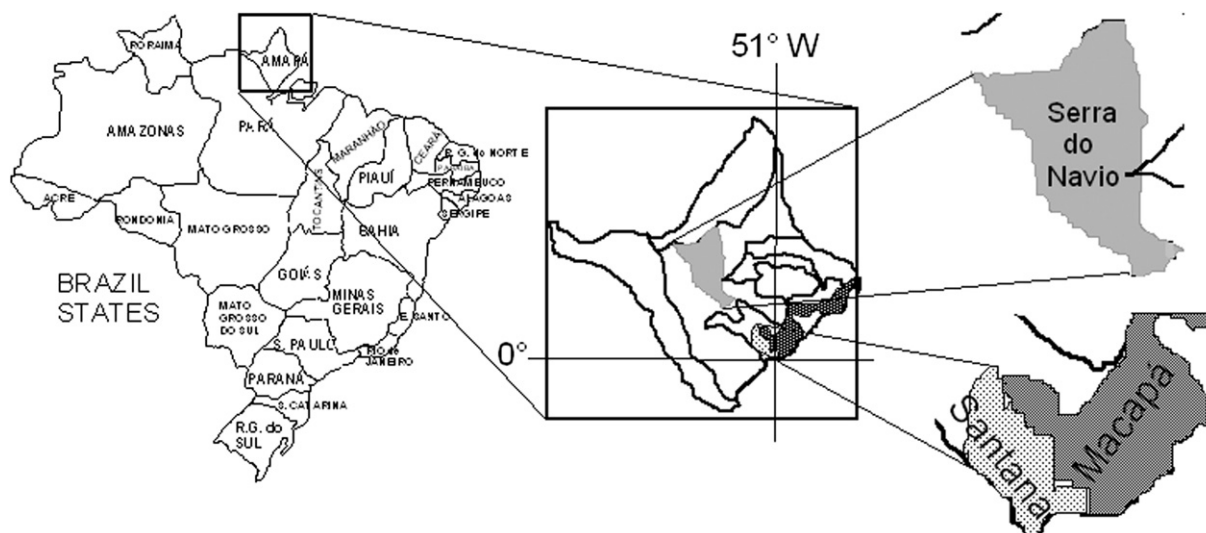 RORAIMA
AMAPÁ
AMAZONAS
PARÁ
MARANHÃO
CEARÁ
R. G. do NORTE
PIAUÍ
PERNAMBUCO
ALAGOAS
SERGIPE
ACRE
RONDONIA
MATO GROSSO
TOCANTINS
BAHIA
GOIÁS
BRAZIL
STATES
MINAS
GERAIS
MATO
GROSSO
DO SUL
E. SANTO
S. PAULO
RIO de
JANEIRO
PARANÁ
S. CATARINA
R.G. do
SUL
51° W
0°
Serra
do
Navio
Santana
Macapá